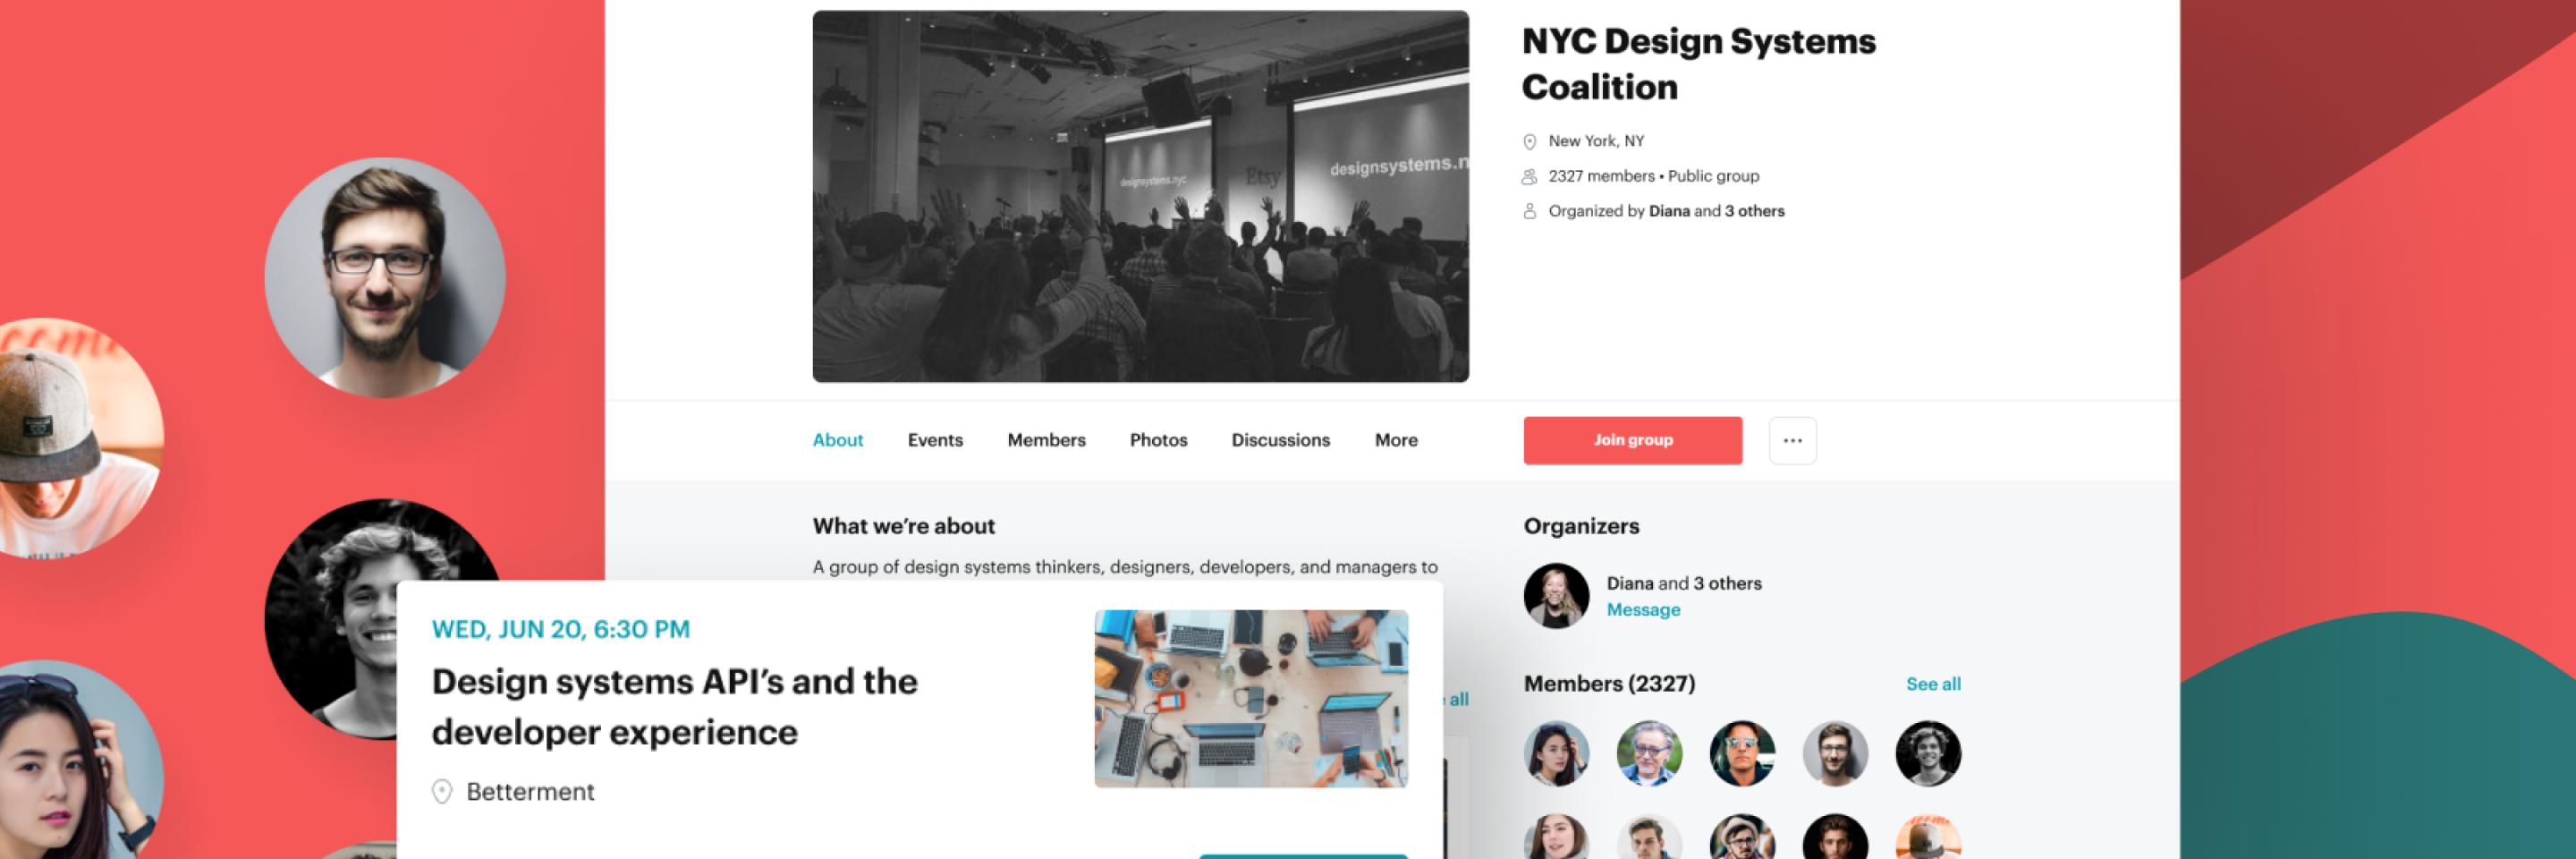 NYC Design Systems
Coalition
New York, NY
2327 members • Public group
Organized by Diana and 3 others
designsystems.nyc
Etsy
designsystems.n
About
Events
Members
Photos
Discussions
More
Join group
What we’re about
A group of design systems thinkers, designers, developers, and managers to
WED, JUN 20, 6:30 PM
Design systems API’s and the
developer experience
Betterment
all
Organizers
Diana and 3 others
Message
Members (2327)
See all